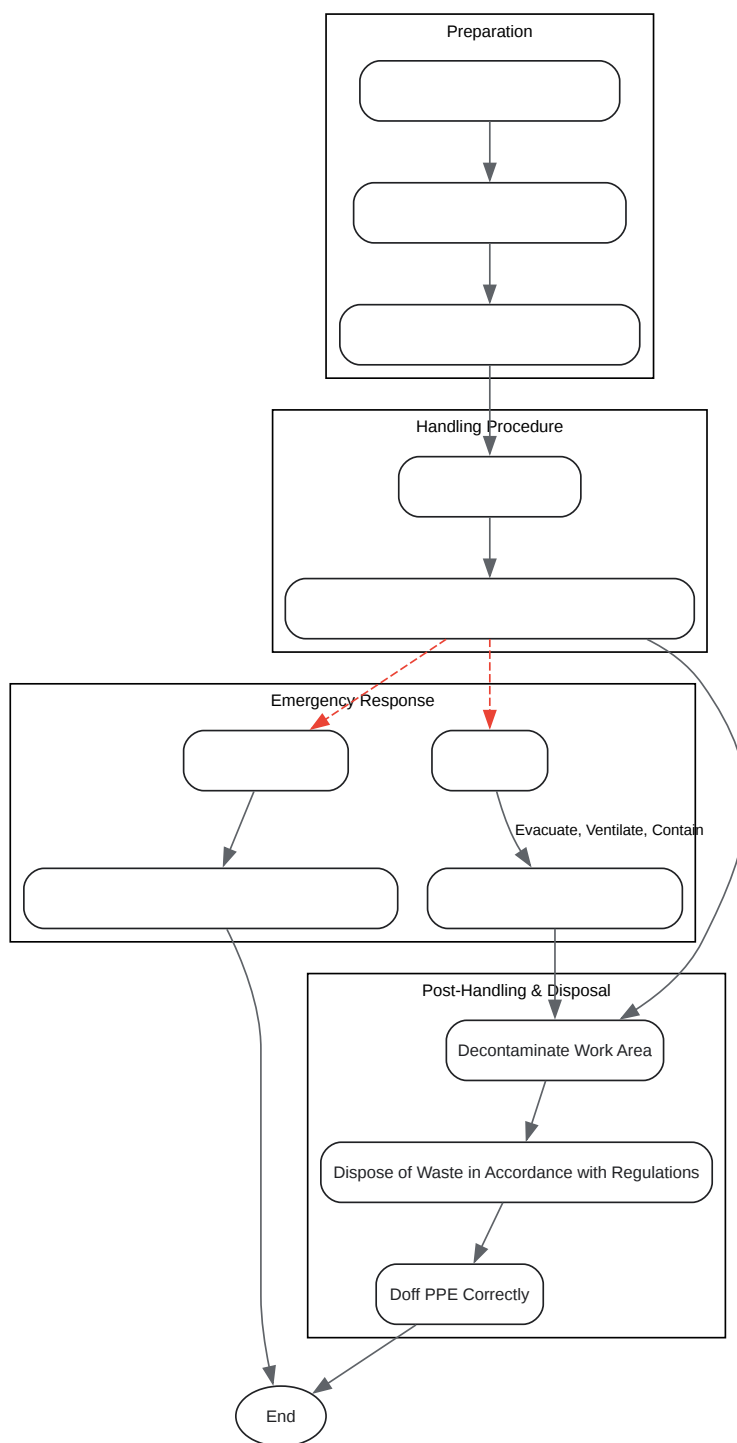 Preparation
Handling Procedure
Emergency Response
Evacuate, Ventilate, Contain
Post-Handling & Disposal
Decontaminate Work Area
Dispose of Waste in Accordance with Regulations
Doff PPE Correctly
End